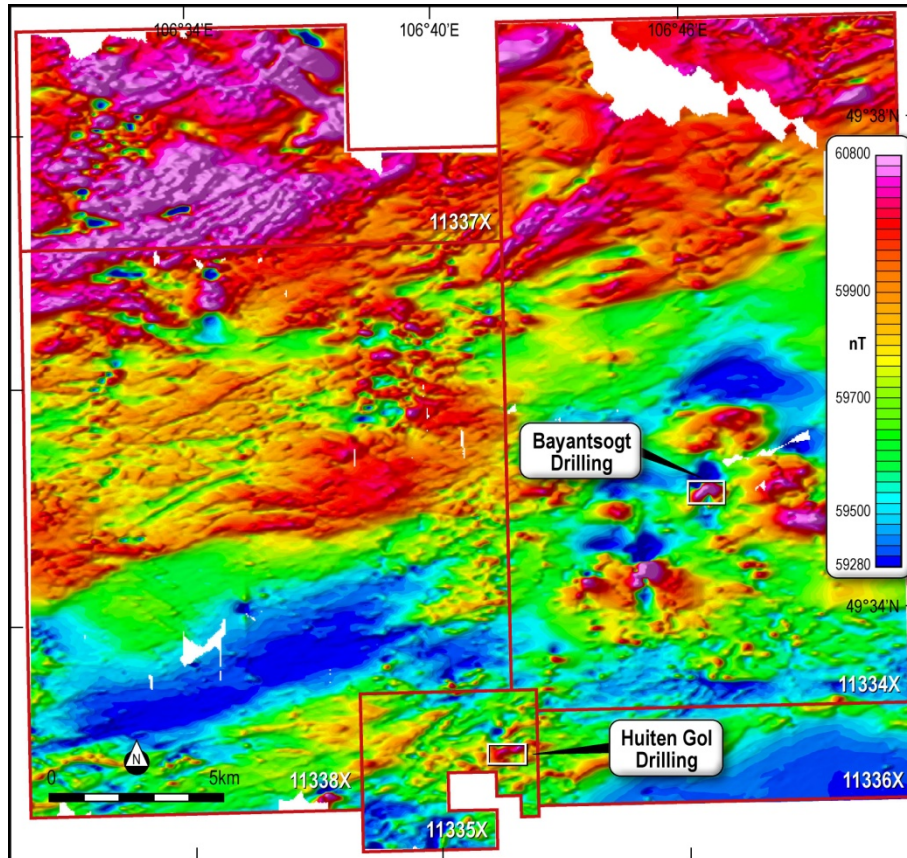 106°34'E
106°40'E
106°46'E
49°38'N
60800
11337X
59900
nT
59700
Bayantsogt
Drilling
59500
59280
49°34'N
11334X
Huiten Gol
Drilling
N
0
5km
11338X
11336X
11335X